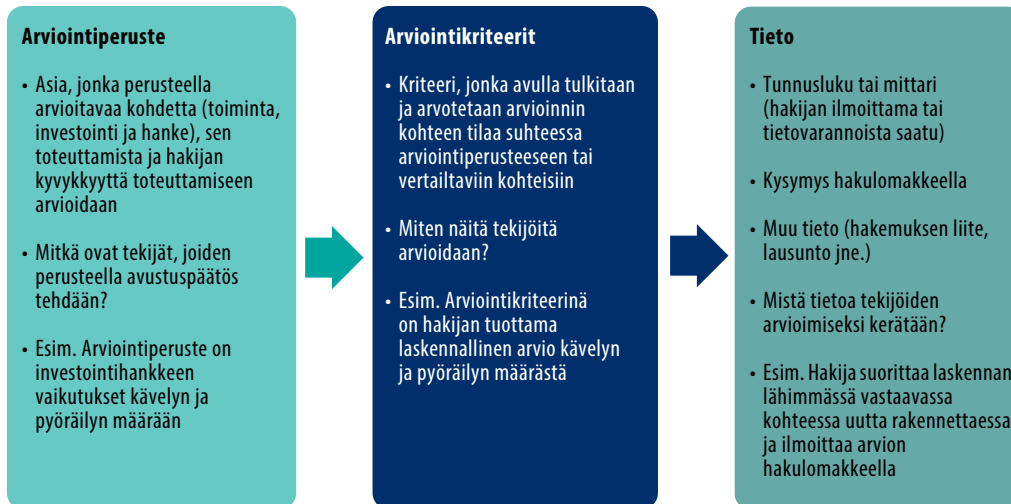 Arviointiperuste
• Asia, jonka perusteella
arvioitavaa kohdetta (toiminta,
investointi ja hanke), sen
toteuttamista ja hakijan
kyvykkyyttä toteuttamiseen
arvioidaan
• Mitkä ovat tekijät, joiden
perusteella avustuspäätös
tehdään?
• Esim. Arviointiperuste on
investointihankkeen
vaikutukset kävelyn ja
pyöräilyn määrään
Arviointikriteerit
• Kriteeri, jonka avulla tulkitaan
ja arvotetaan arvioinnin
kohteen tilaa suhteessa
arviointiperusteeseen tai
vertailtaviin kohteisiin
• Miten näitä tekijöitä
arvioidaan?
• Esim. Arviointikriteerinä
on hakijan tuottama
laskennallinen arvio kävelyn
ja pyöräilyn määrästä
Tieto
• Tunnusluku tai mittari
(hakijan ilmoittama tai
tietovarannoista saatu)
• Kysymys hakulomakkeella
• Muu tieto (hakemuksen liite,
lausunto jne.)
• Mistä tietoa tekijöiden
arvioimiseksi kerätään?
• Esim. Hakija suorittaa laskennan
lähimmässä vastaavassa
kohteessa uutta rakennettaessa
ja ilmoittaa arvion
hakulomakkeella